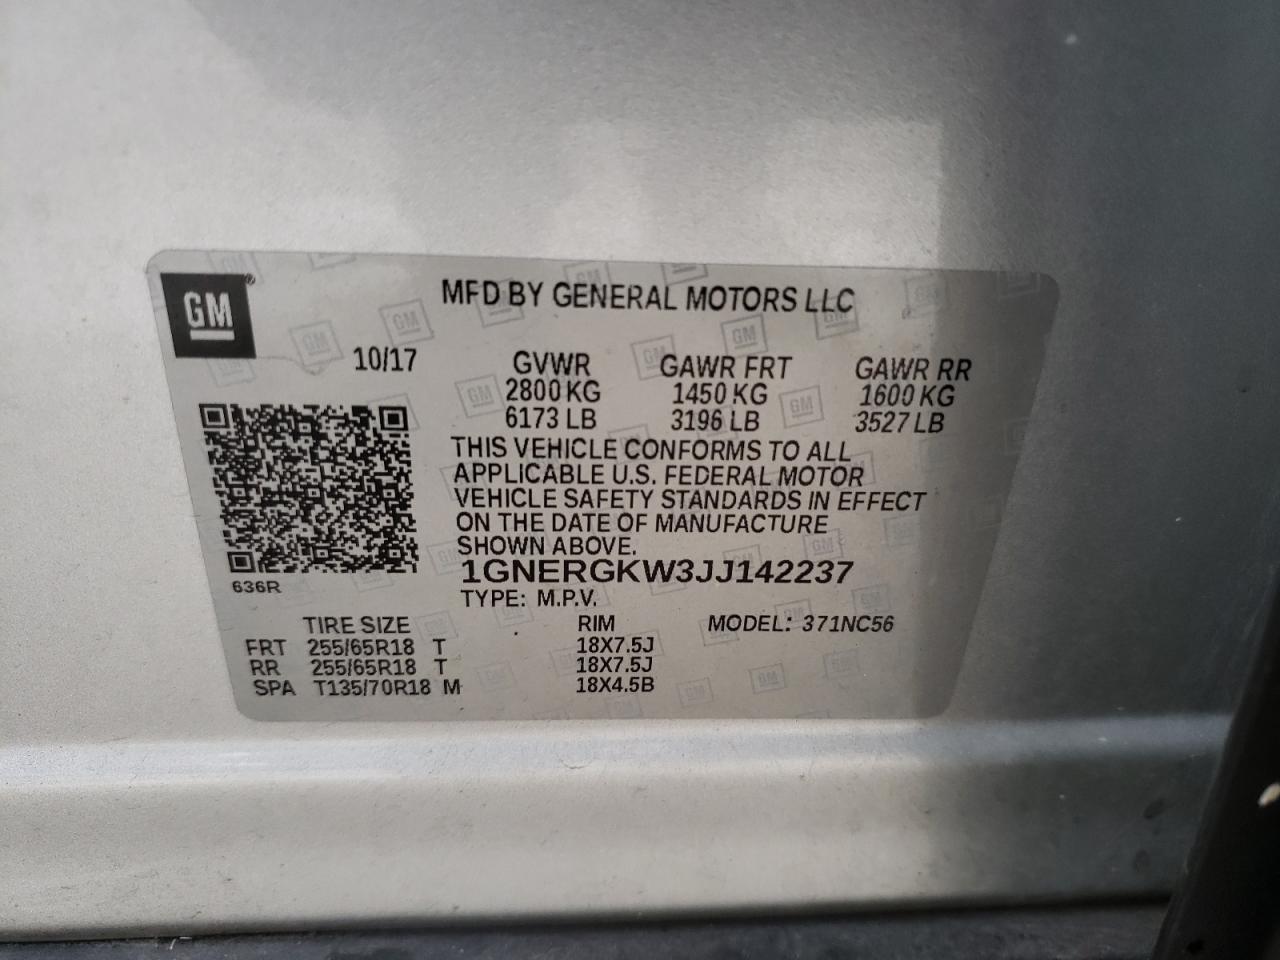 GM
MFD BY GENERAL MOTORS LLC
10/17 GVWR GAWR FRT GAWR RR
2800 KG 1450 KG 1600 KG
6173 LB 3196 LB 3527 LB
THIS VEHICLE CONFORMS TO ALL
APPLICABLE U.S. FEDERAL MOTOR
VEHICLE SAFETY STANDARDS IN EFFECT
ON THE DATE OF MANUFACTURE
SHOWN ABOVE.
1GNERGKW3JJ142237
636R
TYPE: M.P.V.
TIRE SIZE RIM MODEL: 371NC56
FRT 255/65R18 T 18X7.5J
RR 255/65R18 T 18X7.5J
SPA T135/70R18 M 18X4.5B